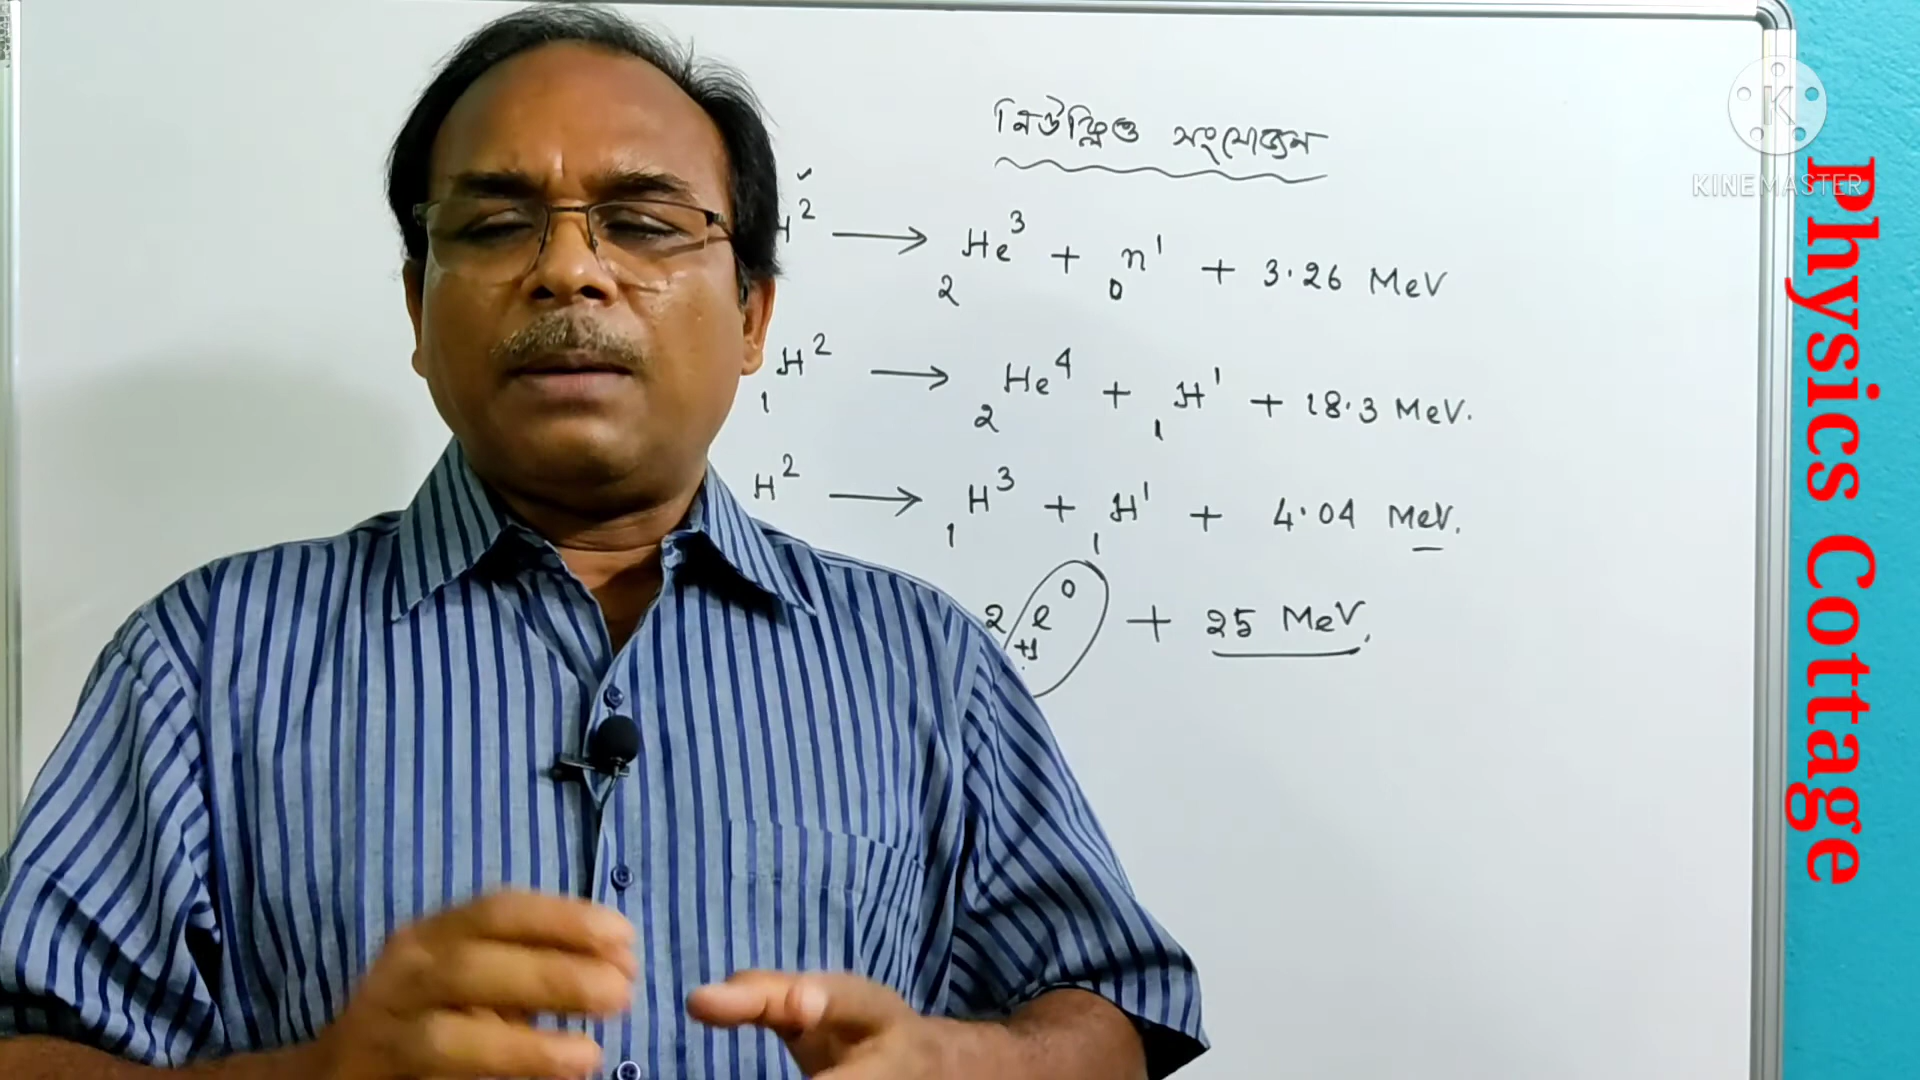 নিউক্লিও সংযোজন
H² → ₂He³ + ₀n¹ + 3.26 MeV
₁H² → ₂He⁴ + ₁H¹ + 18.3 MeV.
H² → ₁H³ + ₁H¹ + 4.04 MeV.
2 ₊₁e⁰ + 25 MeV.
KINEMASTER
Physics Cottage